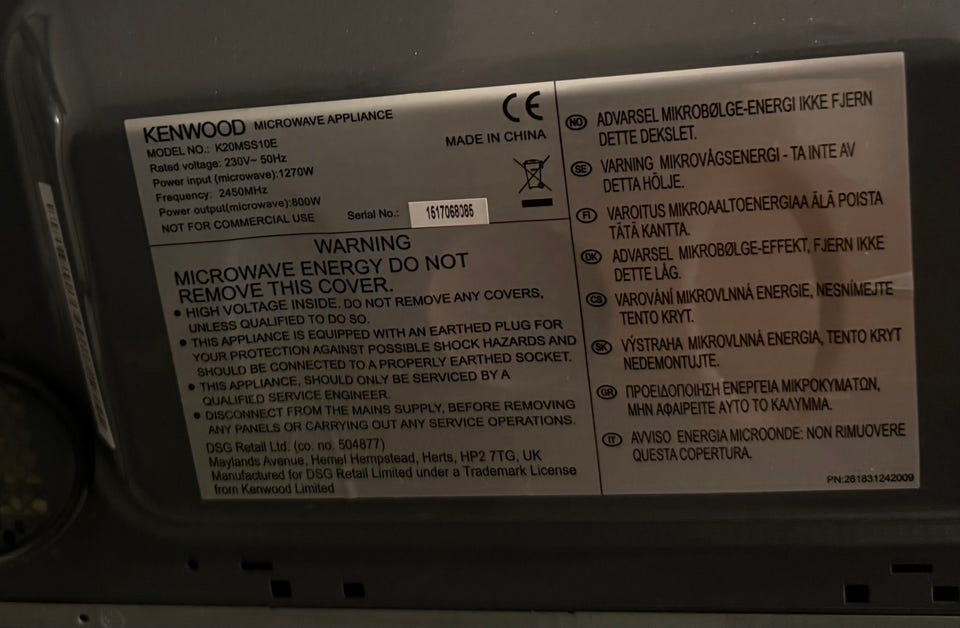 KENWOOD MICROWAVE APPLIANCE
MODEL NO.: K20MSS10E
Rated voltage: 230V~ 50Hz
Power input (microwave):1270W
Frequency: 2450MHz
Power output(microwave):800W
NOT FOR COMMERCIAL USE
CE
MADE IN CHINA
Serial No.: 1517068085
WARNING
MICROWAVE ENERGY DO NOT
REMOVE THIS COVER.
• HIGH VOLTAGE INSIDE. DO NOT REMOVE ANY COVERS,
UNLESS QUALIFIED TO DO SO.
• THIS APPLIANCE IS EQUIPPED WITH AN EARTHED PLUG FOR
YOUR PROTECTION AGAINST POSSIBLE SHOCK HAZARDS AND
SHOULD BE CONNECTED TO A PROPERLY EARTHED SOCKET.
• THIS APPLIANCE, SHOULD ONLY BE SERVICED BY A
QUALIFIED SERVICE ENGINEER.
• DISCONNECT FROM THE MAINS SUPPLY, BEFORE REMOVING
ANY PANELS OR CARRYING OUT ANY SERVICE OPERATIONS.
DSG Retail Ltd. (co. no. 504877)
Maylands Avenue, Hemel Hempstead, Herts, HP2 7TG, UK
Manufactured for DSG Retail Limited under a Trademark License
from Kenwood Limited
NO ADVARSEL MIKROBØLGE-ENERGI IKKE FJERN
DETTE DEKSLET.
SE VARNING MIKROVÅGSENERGI - TA INTE AV
DETTA HÖLJE.
FI VAROITUS MIKROAALTOENERGIAA ÄLÄ POISTA
TÄTÄ KANTTA.
DK ADVARSEL MIKROBØLGE-EFFEKT, FJERN IKKE
DETTE LÅG.
CS VAROVÁNÍ MIKROVLNNÁ ENERGIE, NESNÍMEJTE
TENTO KRYT.
SK VÝSTRAHA MIKROVLNNÁ ENERGIA, TENTO KRYT
NEDEMONTUJTE.
GR ΠΡΟΕΙΔΟΠΟΙΗΣΗ ΕΝΕΡΓΕΙΑ ΜΙΚΡΟΚΥΜΑΤΩΝ,
ΜΗΝ ΑΦΑΙΡΕΙΤΕ ΑΥΤΟ ΤΟ ΚΑΛΥΜΜΑ.
IT AVVISO ENERGIA MICROONDE: NON RIMUOVERE
QUESTA COPERTURA.
PN:261831242009